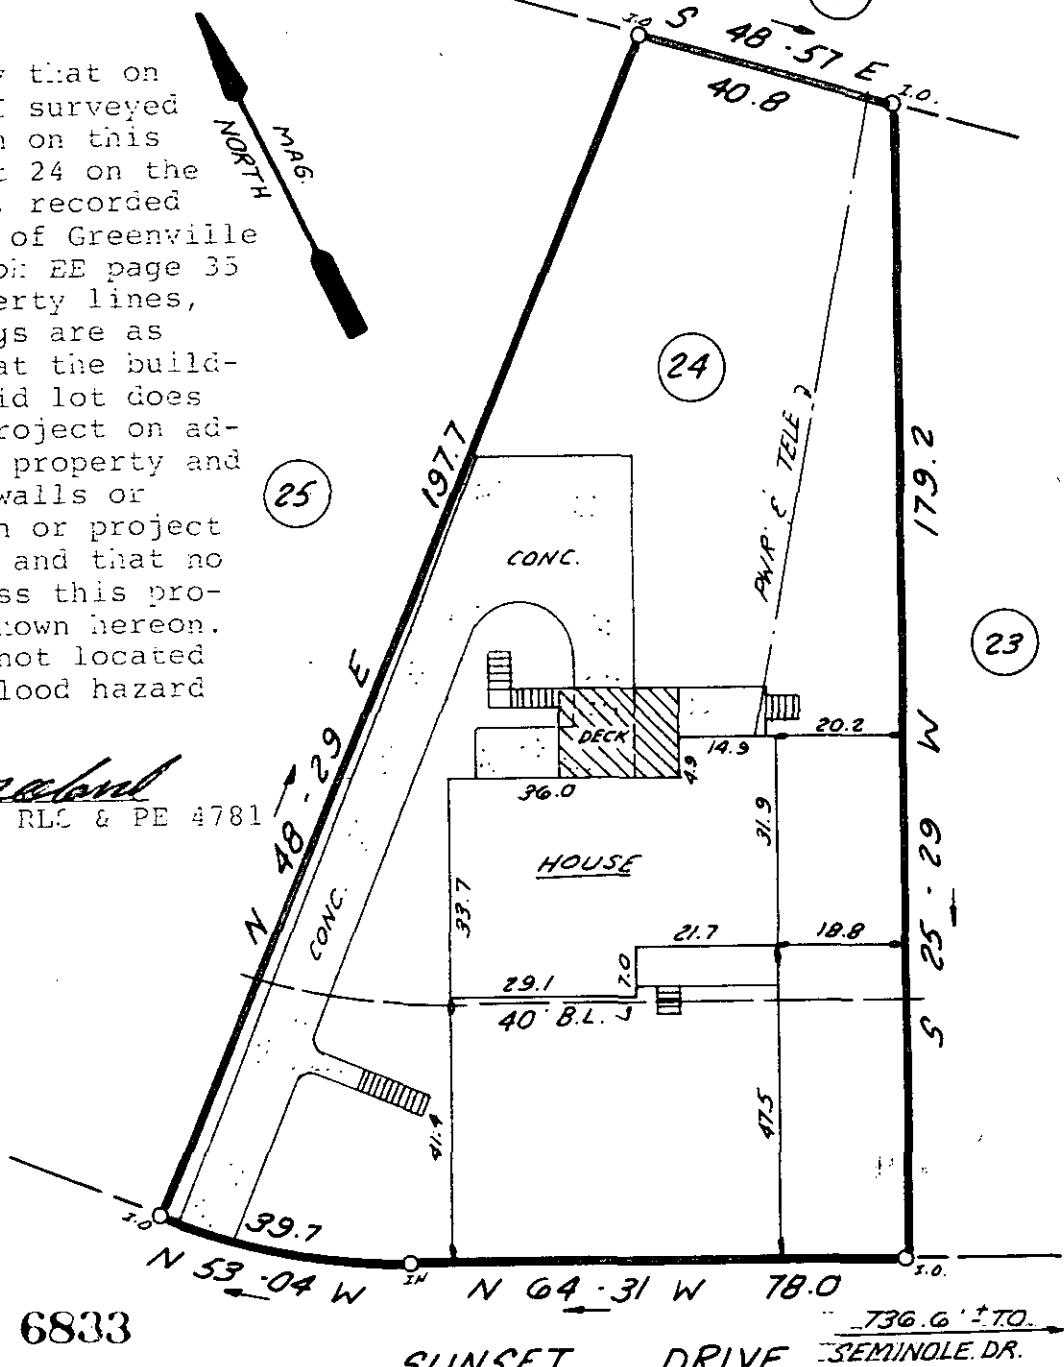 I.O.
S 48-57 E
40.8
I.O.
that on
surveyed
on this
24 on the
recorded
of Greenville
EE page 35
erty lines,
gs are as
at the build-
id lot does
roject on ad-
property and
walls or
or project
and that no
ss this pro-
own hereon.
not located
lood hazard
RLS & PE 4781
MAG.
NORTH
24
25
23
197.7
N 48-29 E
CONC.
CONC.
PWR. & TELE
179.2
S 25-29 W
DECK
14.9
20.2
4.9
36.0
31.9
HOUSE
33.7
21.7
18.8
29.1
7.0
40' B.L.
41.4
47.5
I.O.
39.7
N 53-04 W
IN
N 64-31 W
78.0
I.O.
6833
736.6'± TO
SEMINOLE DR.
SUNSET DRIVE